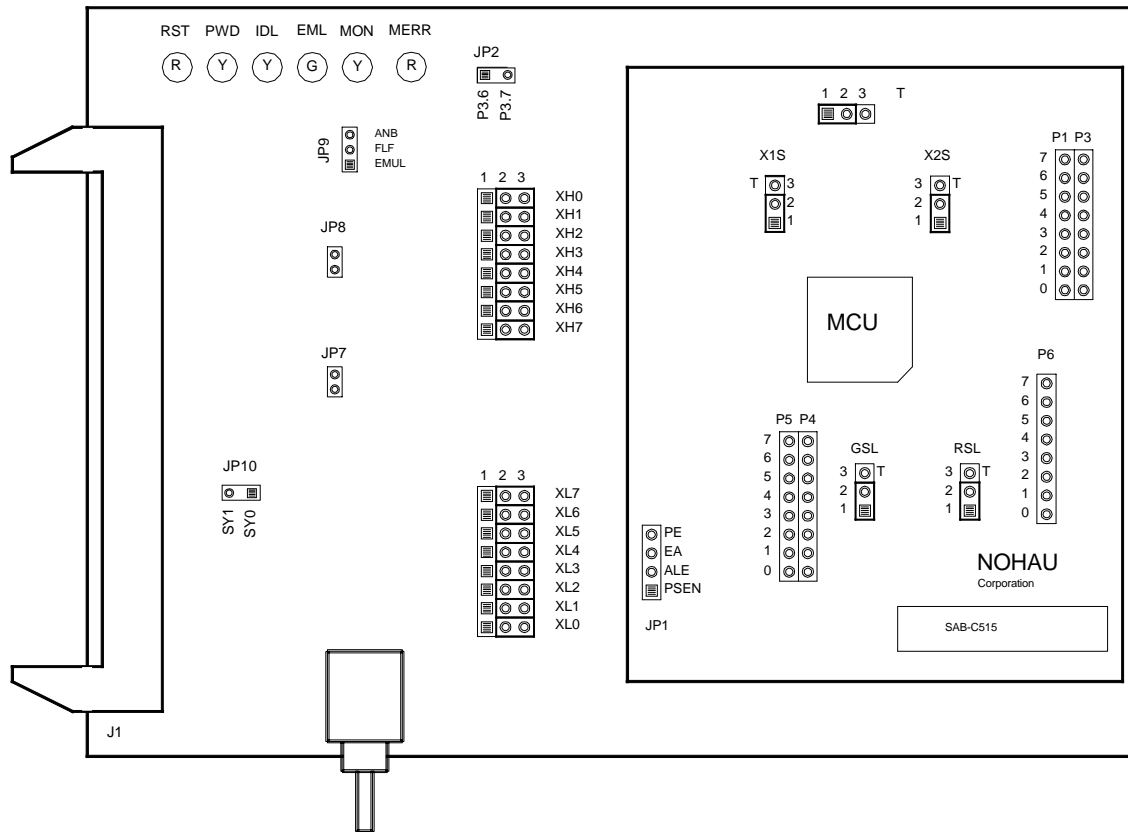 RST PWD IDL EML MON MERR
R Y Y G Y R
JP2
P3.6
P3.7
JP9
ANB
FLF
EMUL
1 2 3
XH0
XH1
XH2
XH3
XH4
XH5
XH6
XH7
JP8
JP7
JP10
SY1
SY0
1 2 3
XL7
XL6
XL5
XL4
XL3
XL2
XL1
XL0
J1
1 2 3 T
X1S
T 3
2
1
X2S
3 T
2
1
P1 P3
7
6
5
4
3
2
1
0
MCU
P6
7
6
5
4
3
2
1
0
P5 P4
7
6
5
4
3
2
1
0
GSL
3 T
2
1
RSL
3 T
2
1
PE
EA
ALE
PSEN
JP1
NOHAU
Corporation
SAB-C515